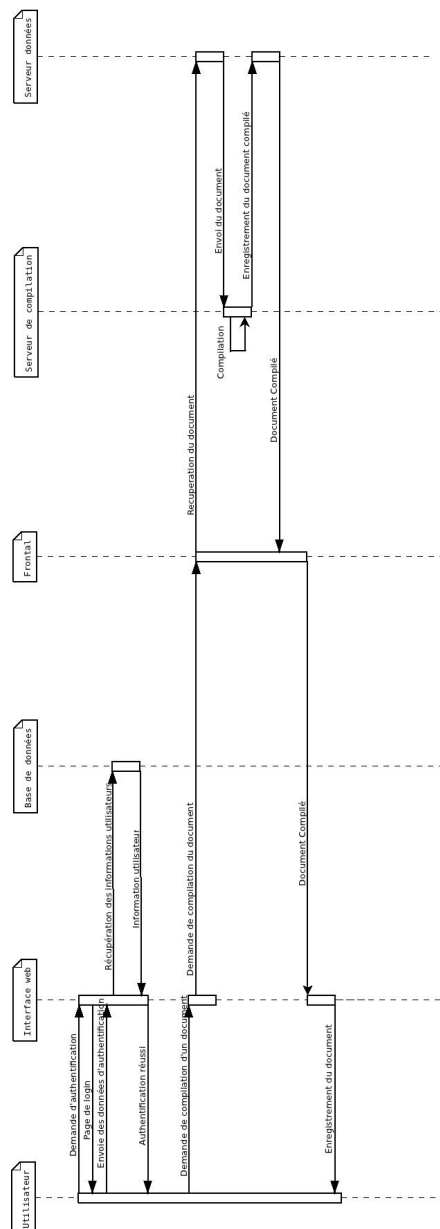 Serveur données
Serveur de compilation
Frontal
Base de données
Interface web
Utilisateur
Demande d'authentification
Page de login
Envoie des données d'authentification
Récupération des informations utilisateurs
Information utilisateur
Authentification réussi
Demande de compilation d'un document
Demande de compilation du document
Recuperation du document
Envoi du document
Compilation
Enregistrement du document compilé
Document Compilé
Document Compilé
Enregistrement du document